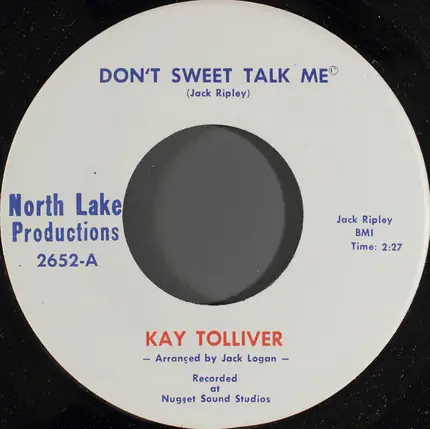 DON'T SWEET TALK ME©
(Jack Ripley)
North Lake
Productions
2652-A
Jack Ripley
BMI
Time: 2:27
KAY TOLLIVER
— Arranged by Jack Logan —
Recorded
at
Nugget Sound Studios